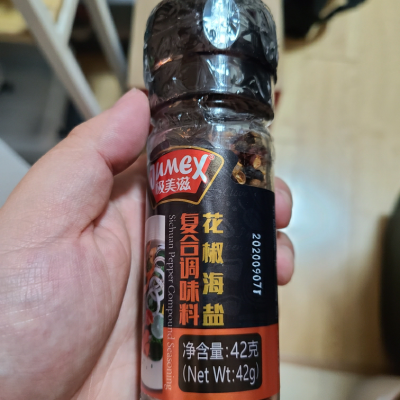 UMEX
极美滋
花椒海盐
复合调味料
Sichuan Pepper Compound Seasoning
净含量:42克
(Net Wt:42g)
20200907T